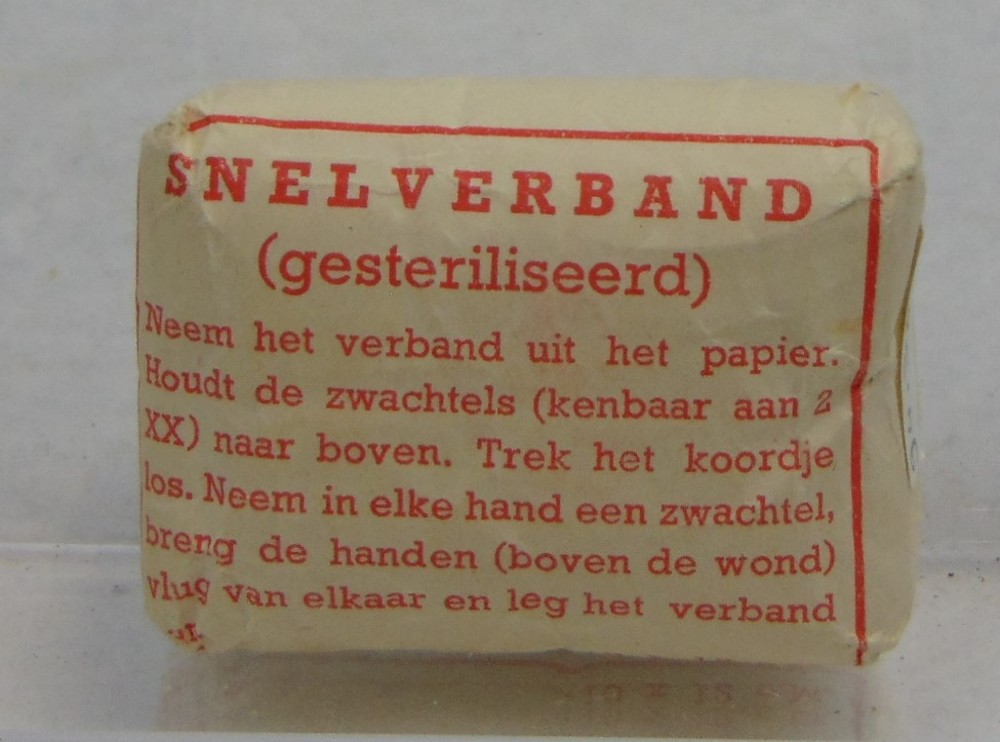 SNELVERBAND
(gesteriliseerd)
Neem het verband uit het papier.
Houdt de zwachtels (kenbaar aan 2
XX) naar boven. Trek het koordje
los. Neem in elke hand een zwachtel,
breng de handen (boven de wond)
vlug van elkaar en leg het verband